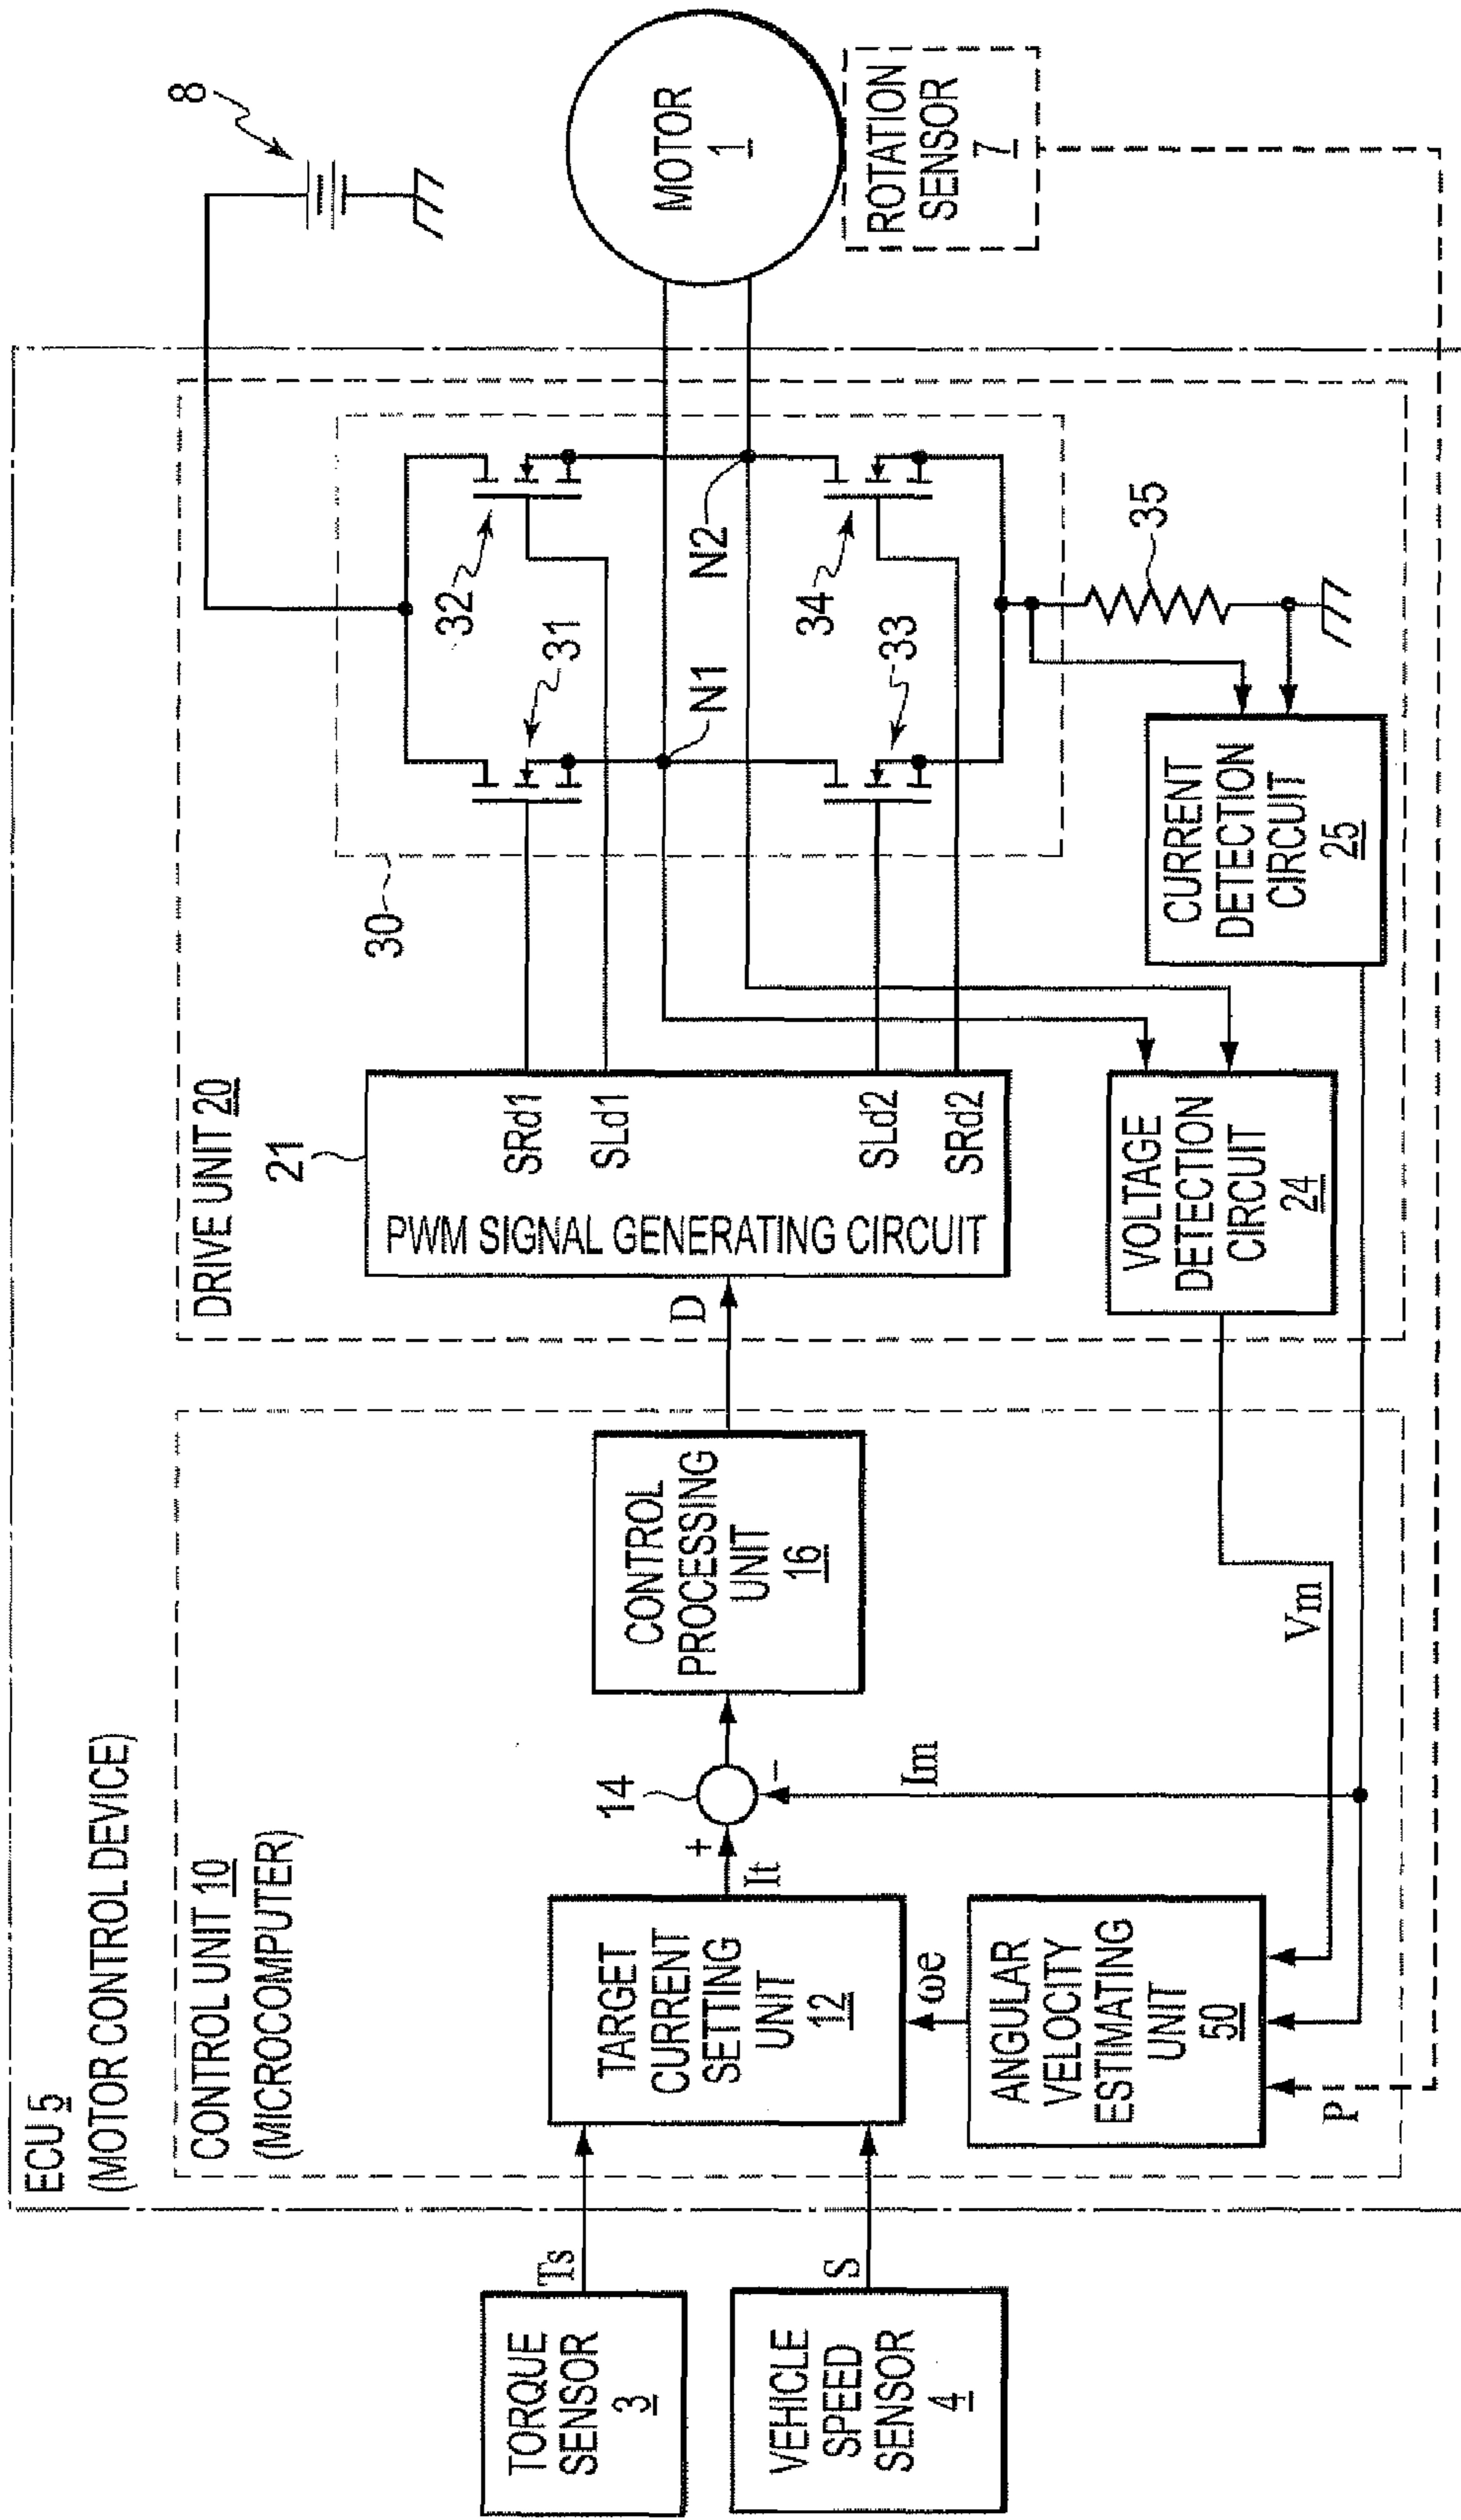 ECU 5
(MOTOR CONTROL DEVICE)
CONTROL UNIT 10
(MICROCOMPUTER)
DRIVE UNIT 20
8
TORQUE
SENSOR
3
Ts
VEHICLE
SPEED
SENSOR
4
S
TARGET
CURRENT
SETTING
UNIT
12
It
+
-
14
Im
ωe
ANGULAR
VELOCITY
ESTIMATING
UNIT
50
P
Vm
CONTROL
PROCESSING
UNIT
16
D
21
PWM SIGNAL GENERATING CIRCUIT
SRd1
SLd1
SLd2
SRd2
VOLTAGE
DETECTION
CIRCUIT
24
CURRENT
DETECTION
CIRCUIT
25
30
31
32
N1
N2
33
34
35
MOTOR
1
ROTATION
SENSOR
7